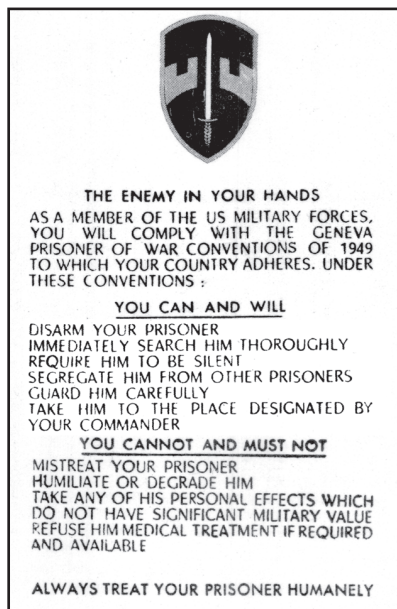 THE ENEMY IN YOUR HANDS
AS A MEMBER OF THE US MILITARY FORCES,
YOU WILL COMPLY WITH THE GENEVA
PRISONER OF WAR CONVENTIONS OF 1949
TO WHICH YOUR COUNTRY ADHERES. UNDER
THESE CONVENTIONS :
YOU CAN AND WILL
DISARM YOUR PRISONER
IMMEDIATELY SEARCH HIM THOROUGHLY
REQUIRE HIM TO BE SILENT
SEGREGATE HIM FROM OTHER PRISONERS
GUARD HIM CAREFULLY
TAKE HIM TO THE PLACE DESIGNATED BY
YOUR COMMANDER
YOU CANNOT AND MUST NOT
MISTREAT YOUR PRISONER
HUMILIATE OR DEGRADE HIM
TAKE ANY OF HIS PERSONAL EFFECTS WHICH
DO NOT HAVE SIGNIFICANT MILITARY VALUE
REFUSE HIM MEDICAL TREATMENT IF REQUIRED
AND AVAILABLE
ALWAYS TREAT YOUR PRISONER HUMANELY